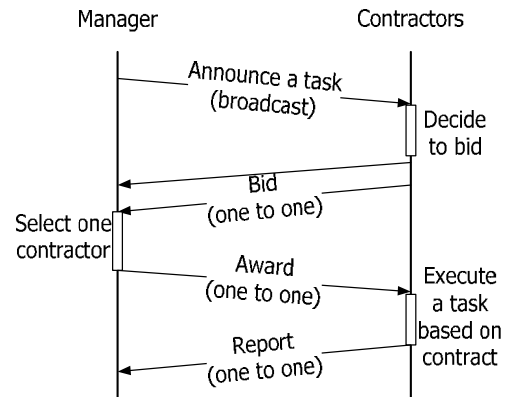 Manager
Contractors
Announce a task
(broadcast)
Decide
to bid
Bid
(one to one)
Select one
contractor
Award
(one to one)
Execute
a task
based on
contract
Report
(one to one)